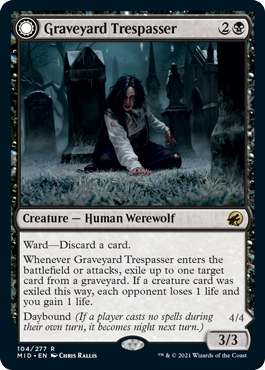 Graveyard Trespasser 2
Creature — Human Werewolf
Ward—Discard a card.
Whenever Graveyard Trespasser enters the
battlefield or attacks, exile up to one target
card from a graveyard. If a creature card was
exiled this way, each opponent loses 1 life and
you gain 1 life.
Daybound (If a player casts no spells during
their own turn, it becomes night next turn.)
4/4
3/3
104/277 R
MID • EN CHRIS RALLIS
™ & © 2021 Wizards of the Coast